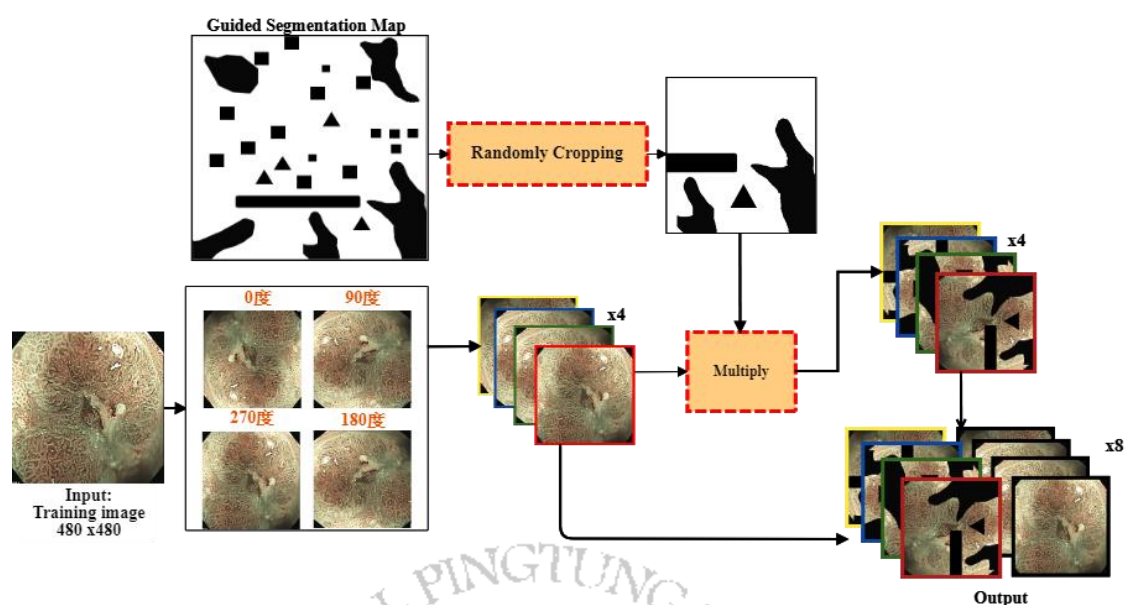 Guided Segmentation Map
Randomly Cropping
0度
90度
270度
180度
x4
Multiply
x4
x8
Input:
Training image
480 x480
Output
L PINGTUNG